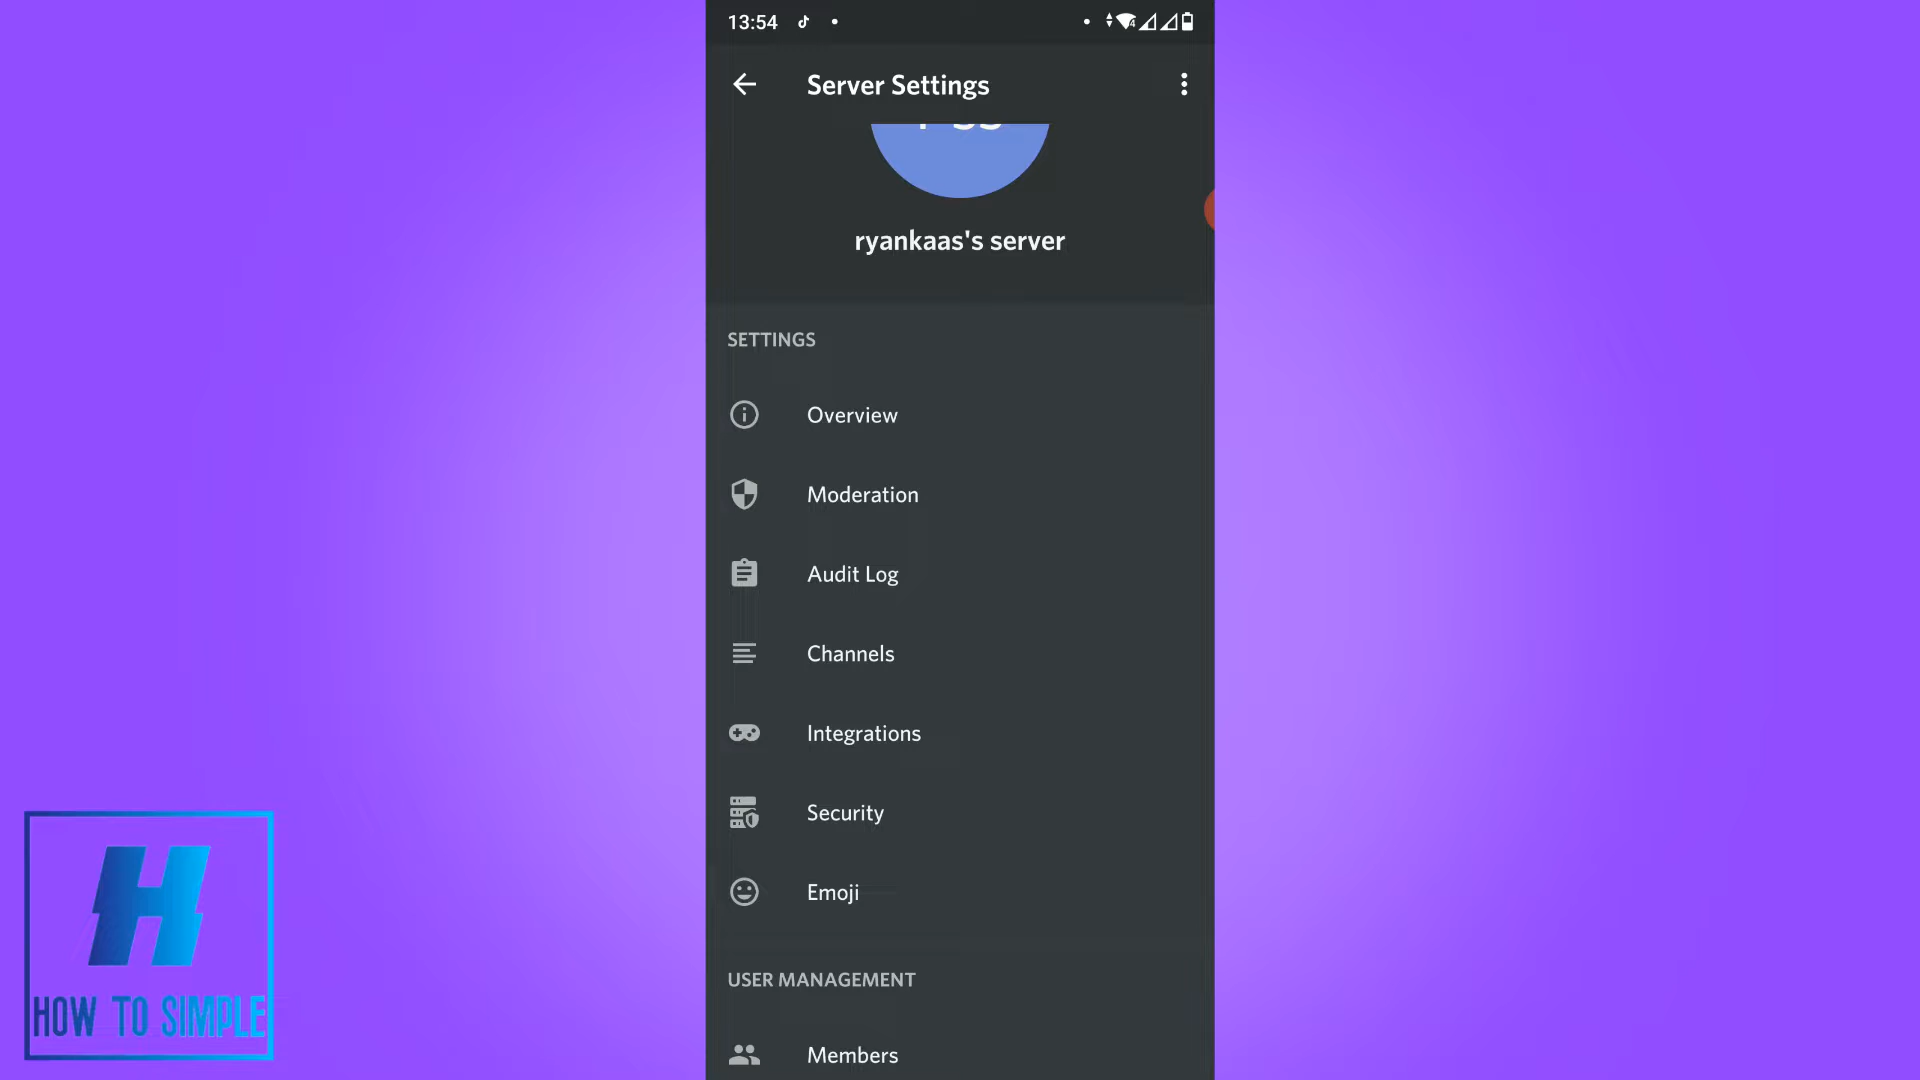 13:54
Server Settings
ryankaas's server
SETTINGS
Overview
Moderation
Audit Log
Channels
Integrations
Security
Emoji
USER MANAGEMENT
Members
H
HOW TO SIMPLE